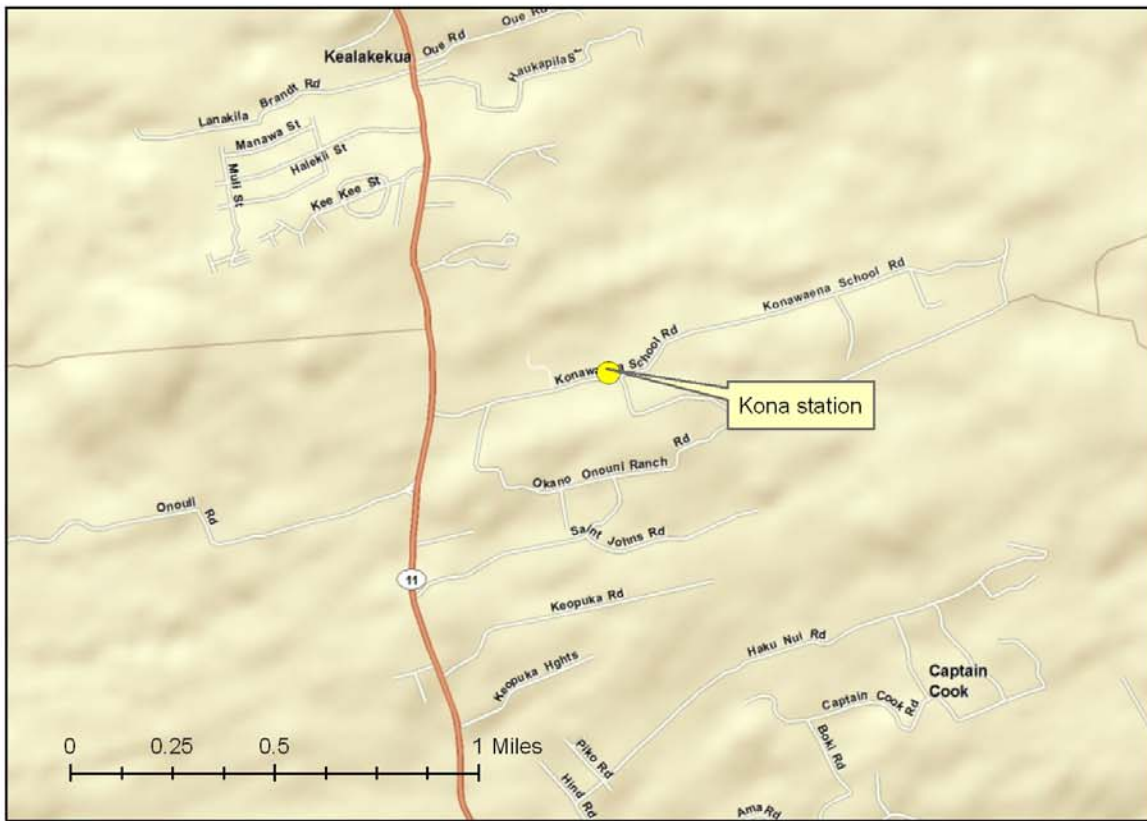 Kealakekua
Oue Rd
Oue Rd
Haukapila St
Lanakila Brandt Rd
Manawa St
Halekii St
Muli St
Kee Kee St
Konawaena School Rd
School Rd
Kona station
Okano Onouni Ranch Rd
Onouli Rd
Saint Johns Rd
11
Keopuka Rd
Keopuka Hghts
Haku Nui Rd
Captain
Cook
Captain Cook Rd
Boki Rd
Piko Rd
Hind Rd
Ama Rd
0 0.25 0.5 1 Miles